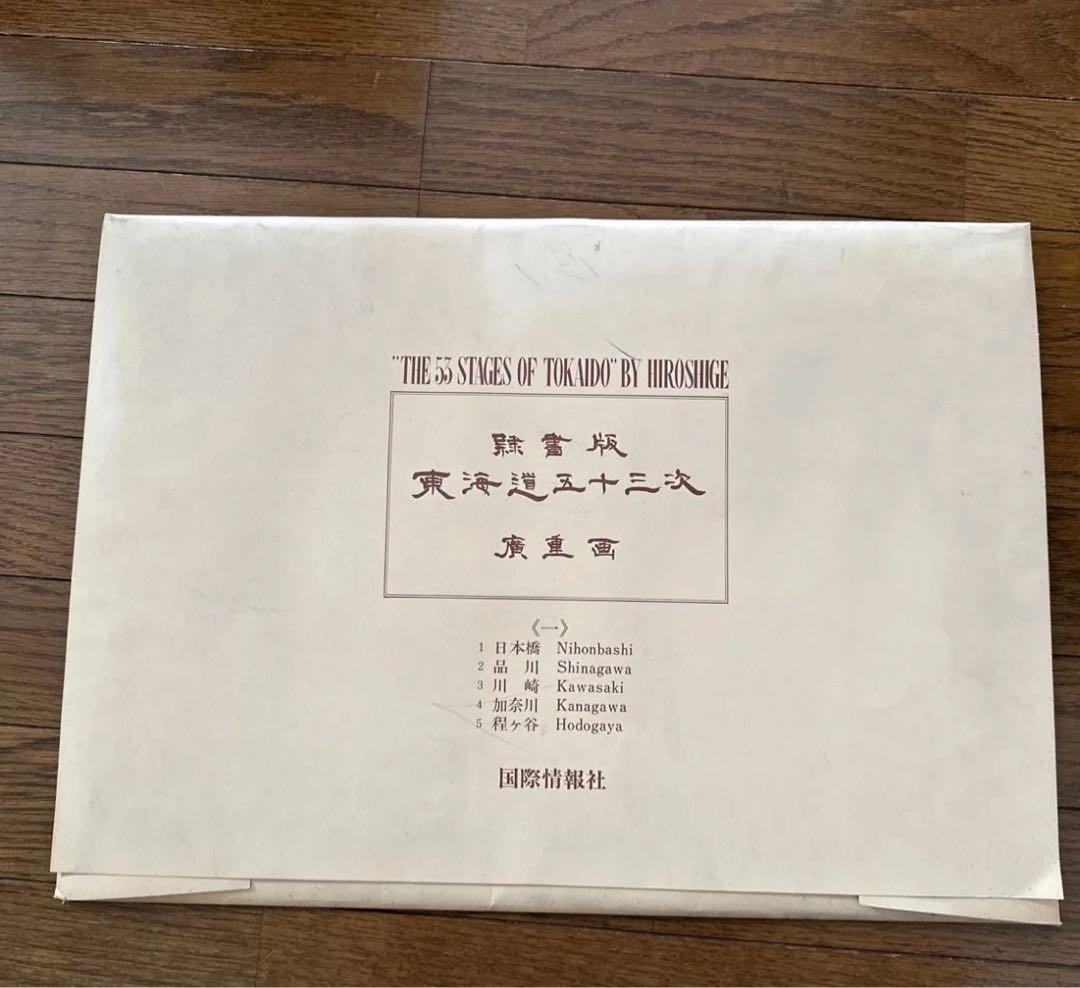 "THE 53 STAGES OF TOKAIDO" BY HIROSHIGE
隷書版
東海道五十三次
廣重画
《一》
1 日本橋 Nihonbashi
2 品川 Shinagawa
3 川崎 Kawasaki
4 加奈川 Kanagawa
5 程ヶ谷 Hodogaya
国際情報社